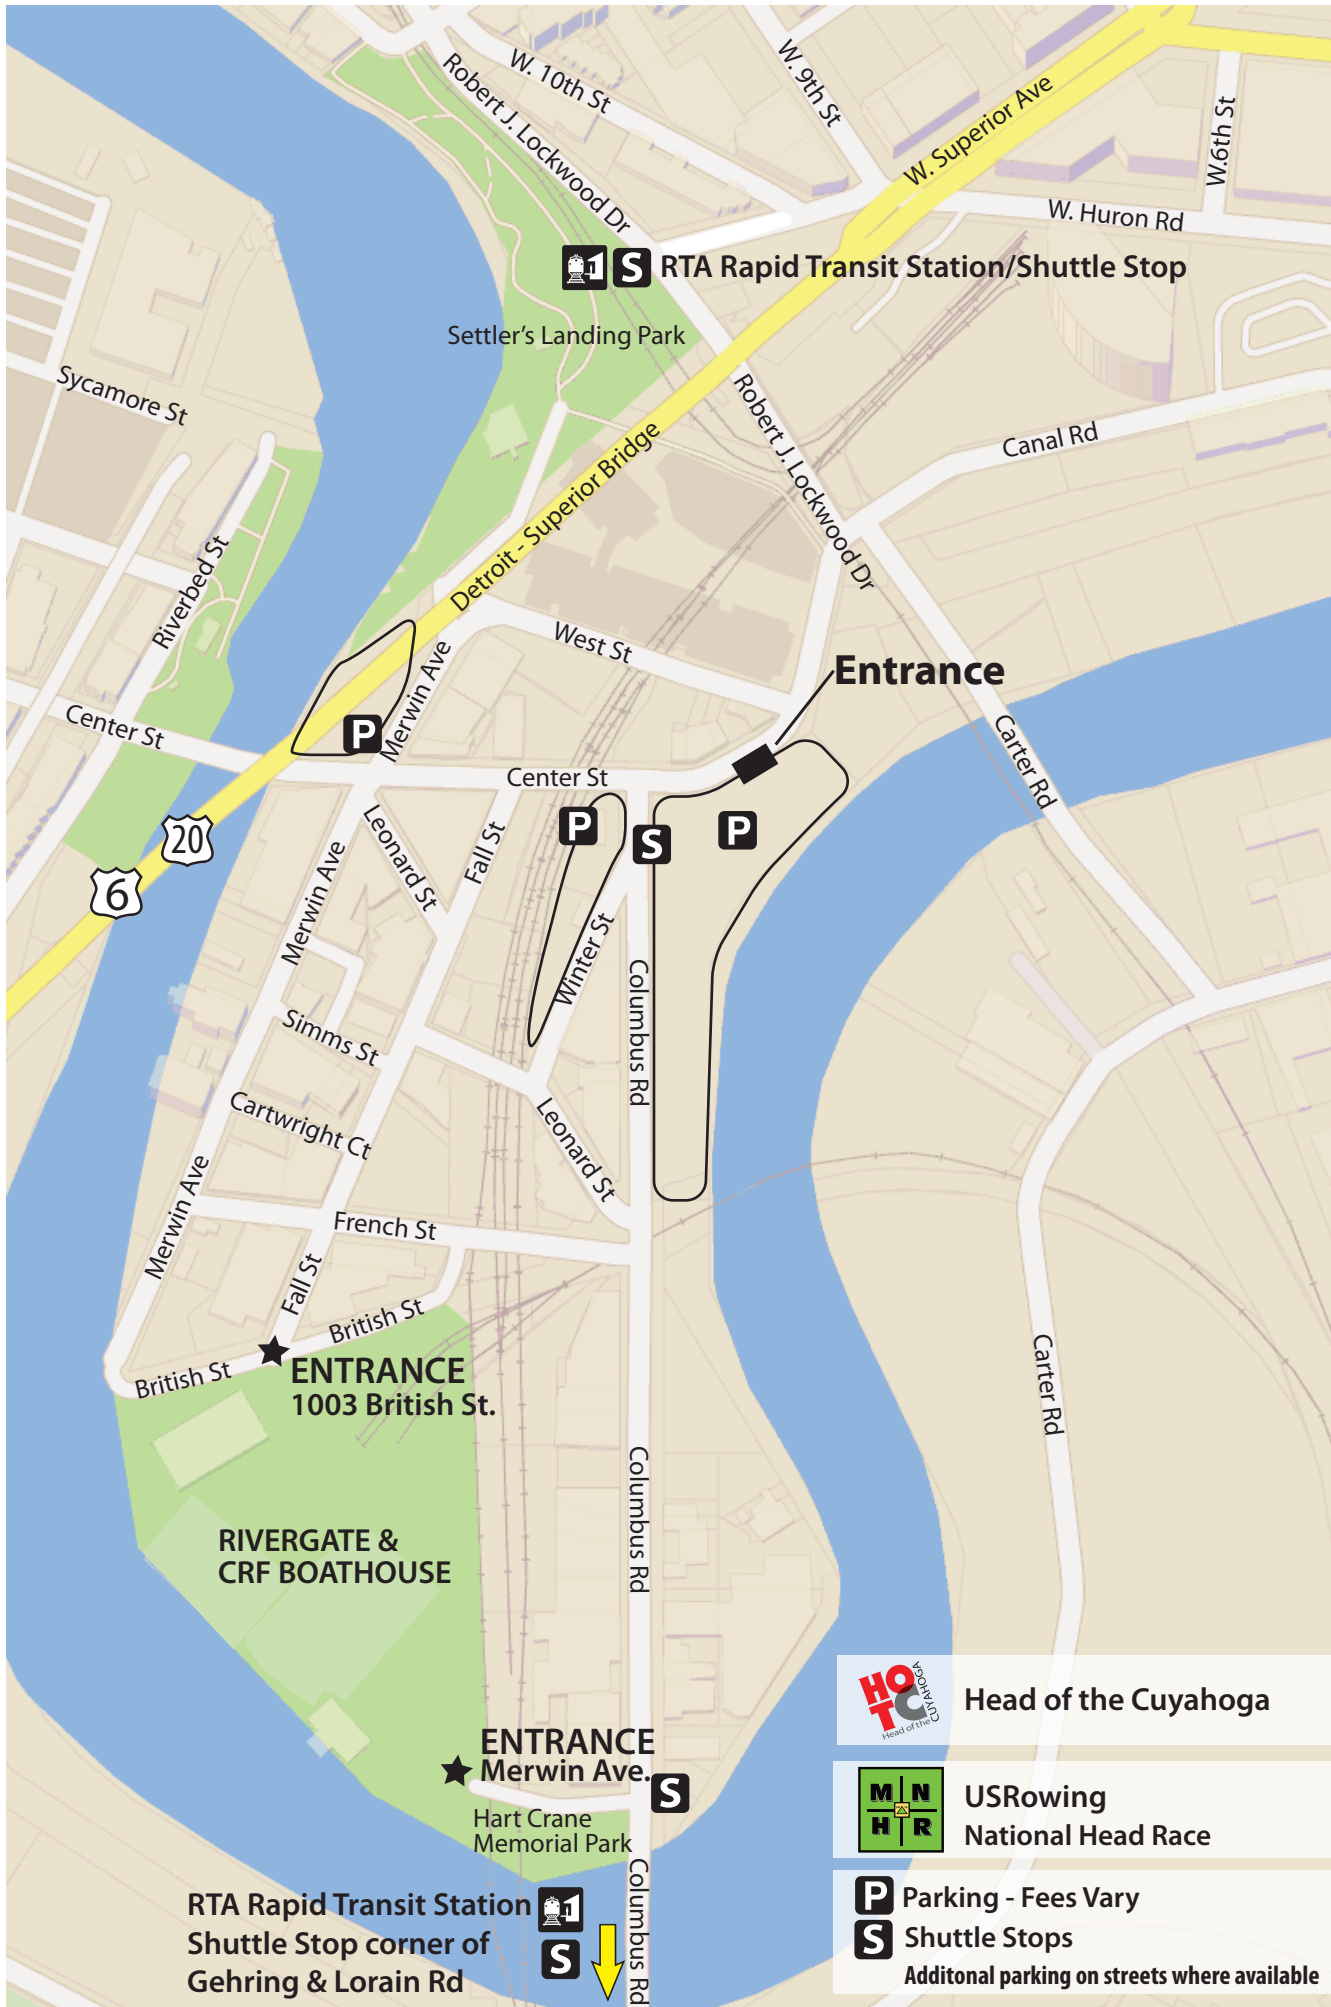 W. 10th St
W. 9th St
Robert J. Lockwood Dr
W. Superior Ave
W.6th St
W. Huron Rd
S RTA Rapid Transit Station/Shuttle Stop
Settler's Landing Park
Sycamore St
Robert J. Lockwood Dr
Canal Rd
Detroit - Superior Bridge
Riverbed St
West St
Entrance
Merwin Ave
Center St
P
Carter Rd
Center St
20
6
P
S
P
Leonard St
Fall St
Merwin Ave
Winter St
Columbus Rd
Simms St
Cartwright Ct
Leonard St
Merwin Ave
French St
Fall St
British St
British St
ENTRANCE
1003 British St.
Carter Rd
Columbus Rd
RIVERGATE &
CRF BOATHOUSE
HOTC
Head of the
CUYAHOGA
Head of the Cuyahoga
ENTRANCE
Merwin Ave.
S
Hart Crane
Memorial Park
M N
H R
USRowing
National Head Race
Columbus Rd
RTA Rapid Transit Station
Shuttle Stop corner of
Gehring & Lorain Rd
S
P Parking - Fees Vary
S Shuttle Stops
Additonal parking on streets where available